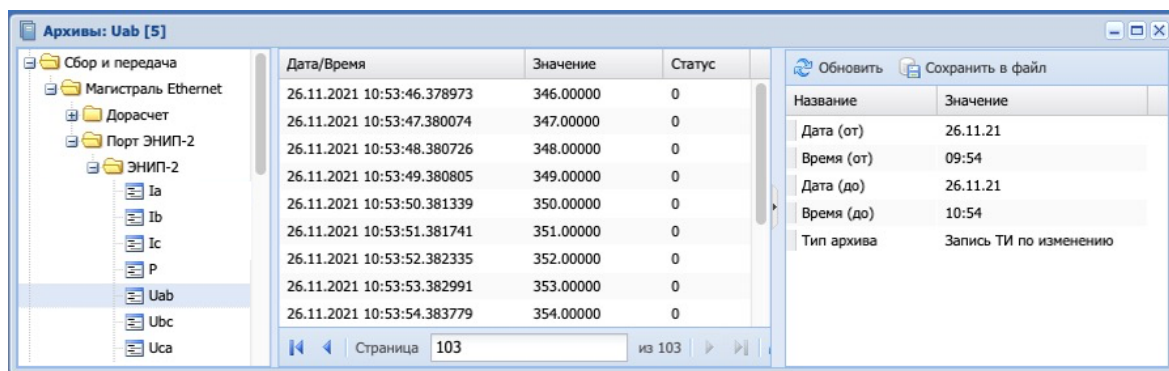 Архивы: Uab [5]
Сбор и передача
Магистраль Ethernet
Дорасчет
Порт ЭНИП-2
ЭНИП-2
Ia
Ib
Ic
P
Uab
Ubc
Uca
Дата/Время Значение Статус
26.11.2021 10:53:46.378973 346.00000 0
26.11.2021 10:53:47.380074 347.00000 0
26.11.2021 10:53:48.380726 348.00000 0
26.11.2021 10:53:49.380805 349.00000 0
26.11.2021 10:53:50.381339 350.00000 0
26.11.2021 10:53:51.381741 351.00000 0
26.11.2021 10:53:52.382335 352.00000 0
26.11.2021 10:53:53.382991 353.00000 0
26.11.2021 10:53:54.383779 354.00000 0
Страница 103 из 103
Обновить Сохранить в файл
Название Значение
Дата (от) 26.11.21
Время (от) 09:54
Дата (до) 26.11.21
Время (до) 10:54
Тип архива Запись ТИ по изменению